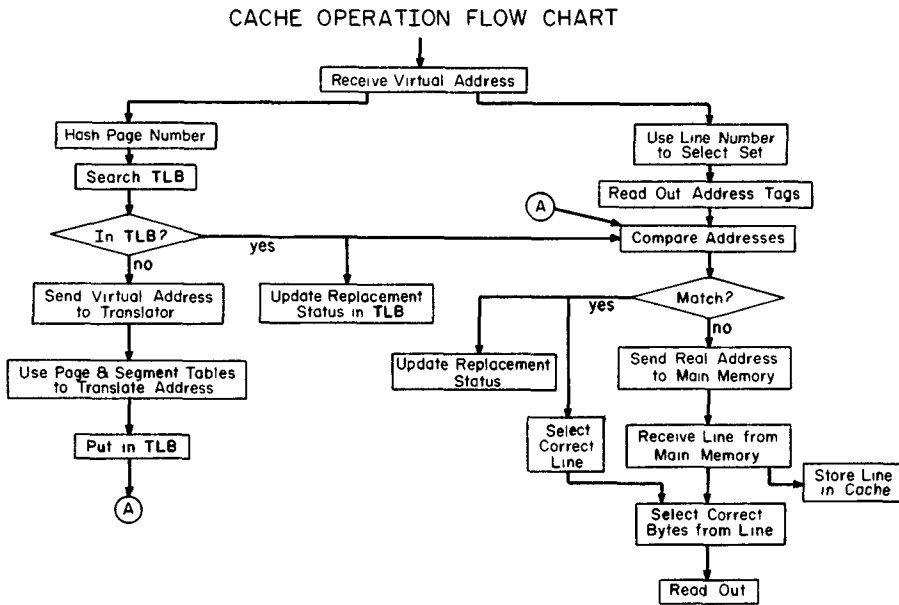 CACHE OPERATION FLOW CHART
Receive Virtual Address
Hash Page Number
Search TLB
In TLB?
yes
no
Send Virtual Address
to Translator
Use Page & Segment Tables
to Translate Address
Put in TLB
A
Update Replacement
Status in TLB
Use Line Number
to Select Set
Read Out Address Tags
A
Compare Addresses
Match?
yes
no
Update Replacement
Status
Select
Correct
Line
Send Real Address
to Main Memory
Receive Line from
Main Memory
Store Line
in Cache
Select Correct
Bytes from Line
Read Out